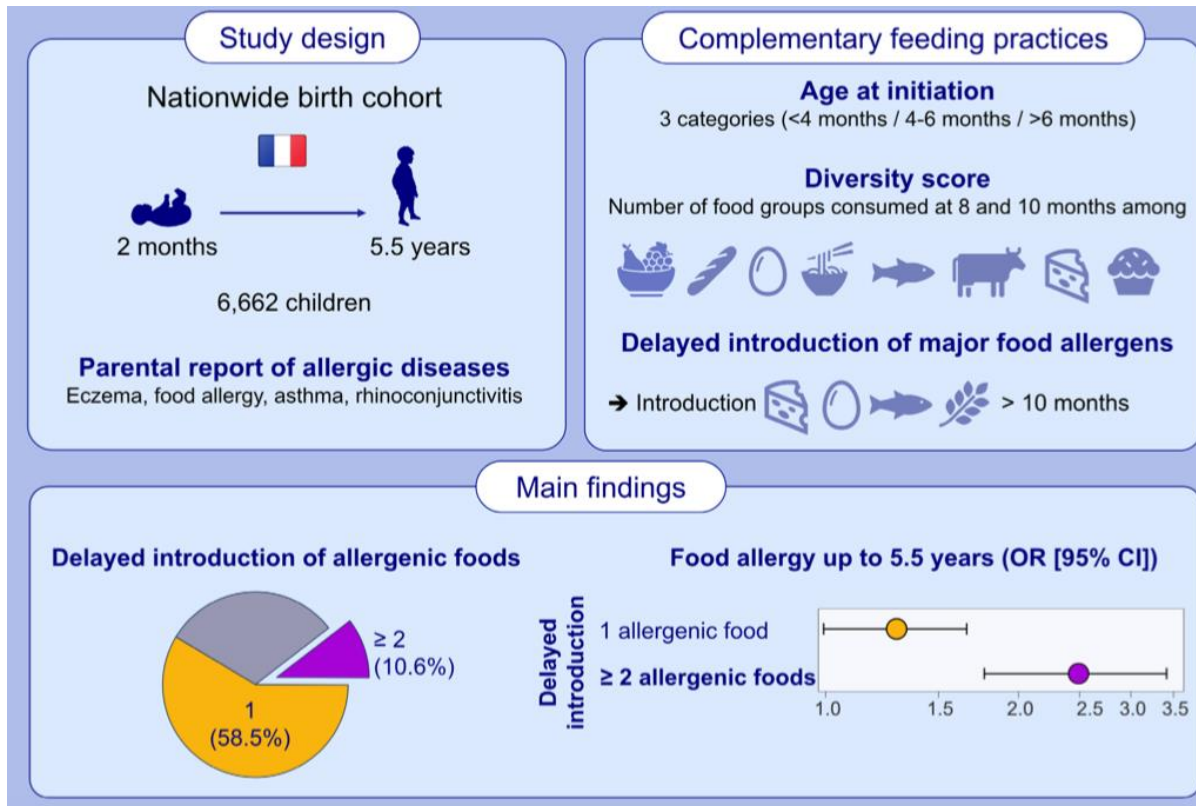 Study design
Nationwide birth cohort
2 months
5.5 years
6,662 children
Parental report of allergic diseases
Eczema, food allergy, asthma, rhinoconjunctivitis
Complementary feeding practices
Age at initiation
3 categories (<4 months / 4-6 months / >6 months)
Diversity score
Number of food groups consumed at 8 and 10 months among
Delayed introduction of major food allergens
➔ Introduction > 10 months
Main findings
Delayed introduction of allergenic foods
≥ 2
(10.6%)
1
(58.5%)
Food allergy up to 5.5 years (OR [95% CI])
Delayed
introduction
1 allergenic food
≥ 2 allergenic foods
1.0 1.5 2.0 2.5 3.0 3.5